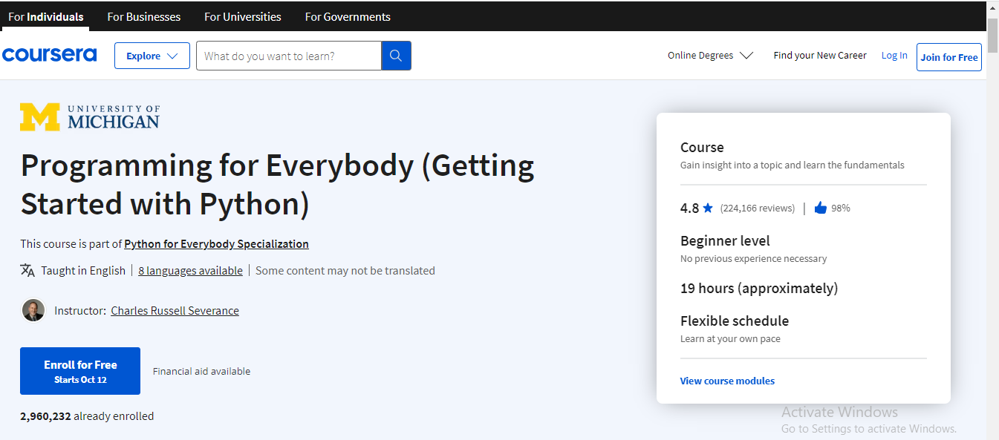 For Individuals For Businesses For Universities For Governments
coursera Explore What do you want to learn? Online Degrees Find your New Career Log In Join for Free
M UNIVERSITY OF
MICHIGAN
Programming for Everybody (Getting
Started with Python)
This course is part of Python for Everybody Specialization
Taught in English | 8 languages available | Some content may not be translated
Instructor: Charles Russell Severance
Enroll for Free
Starts Oct 12
Financial aid available
2,960,232 already enrolled
Course
Gain insight into a topic and learn the fundamentals
4.8 ★ (224,166 reviews) | 98%
Beginner level
No previous experience necessary
19 hours (approximately)
Flexible schedule
Learn at your own pace
View course modules
Activate Windows
Go to Settings to activate Windows.